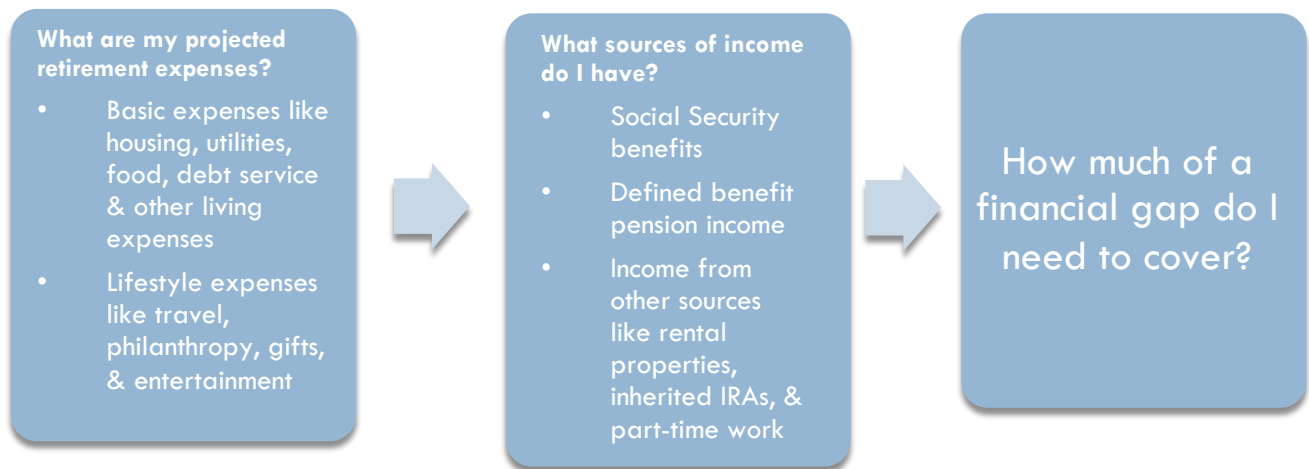 What are my projected
retirement expenses?
• Basic expenses like
housing, utilities,
food, debt service
& other living
expenses
• Lifestyle expenses
like travel,
philanthropy, gifts,
& entertainment
What sources of income
do I have?
• Social Security
benefits
• Defined benefit
pension income
• Income from
other sources
like rental
properties,
inherited IRAs, &
part-time work
How much of a
financial gap do I
need to cover?